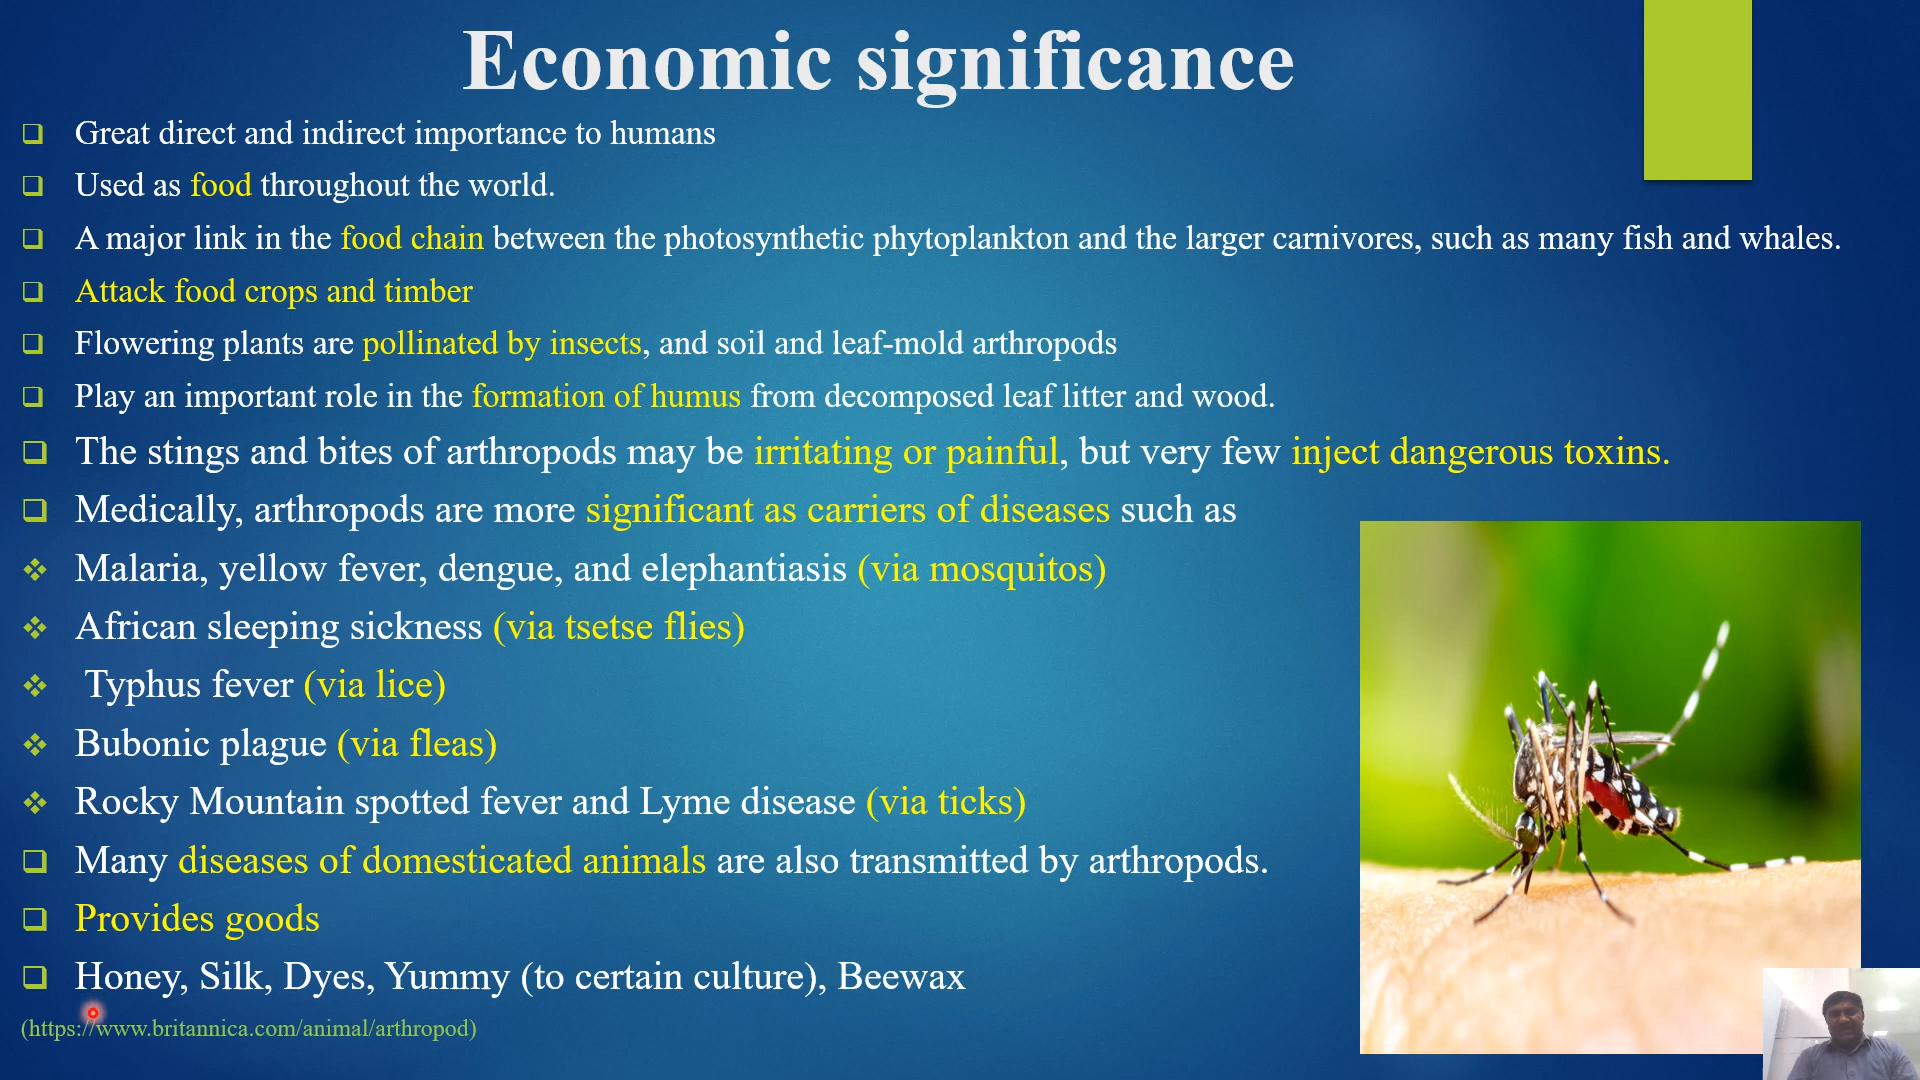 Economic significance
Great direct and indirect importance to humans
Used as food throughout the world.
A major link in the food chain between the photosynthetic phytoplankton and the larger carnivores, such as many fish and whales.
Attack food crops and timber
Flowering plants are pollinated by insects, and soil and leaf-mold arthropods
Play an important role in the formation of humus from decomposed leaf litter and wood.
The stings and bites of arthropods may be irritating or painful, but very few inject dangerous toxins.
Medically, arthropods are more significant as carriers of diseases such as
Malaria, yellow fever, dengue, and elephantiasis (via mosquitos)
African sleeping sickness (via tsetse flies)
Typhus fever (via lice)
Bubonic plague (via fleas)
Rocky Mountain spotted fever and Lyme disease (via ticks)
Many diseases of domesticated animals are also transmitted by arthropods.
Provides goods
Honey, Silk, Dyes, Yummy (to certain culture), Beewax
(https://www.britannica.com/animal/arthropod)